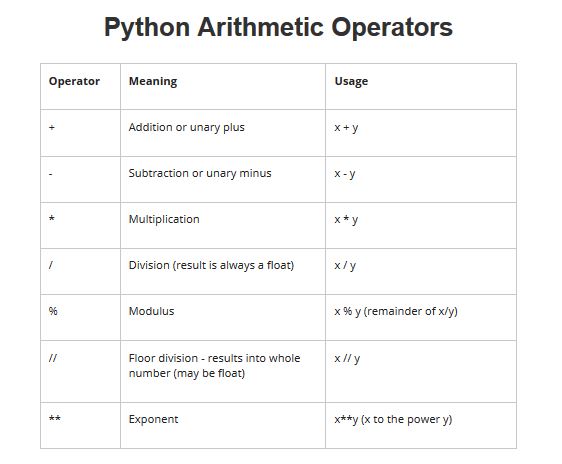 Python Arithmetic Operators
Operator Meaning Usage
+ Addition or unary plus x + y
- Subtraction or unary minus x - y
* Multiplication x * y
/ Division (result is always a float) x / y
% Modulus x % y (remainder of x/y)
// Floor division - results into whole x // y
number (may be float)
** Exponent x**y (x to the power y)